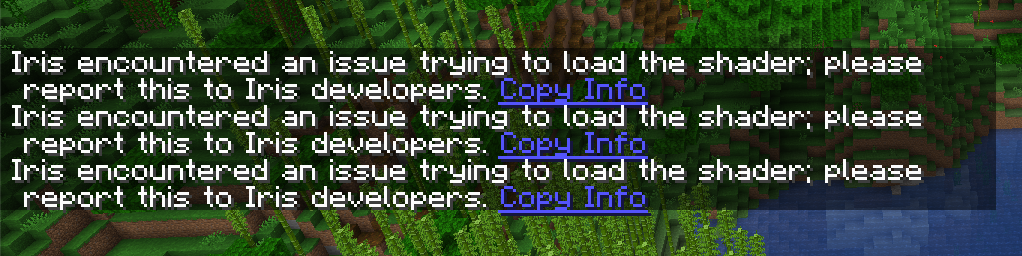 Iris encountered an issue trying to load the shader; please
report this to Iris developers. Copy Info
Iris encountered an issue trying to load the shader; please
report this to Iris developers. Copy Info
Iris encountered an issue trying to load the shader; please
report this to Iris developers. Copy Info